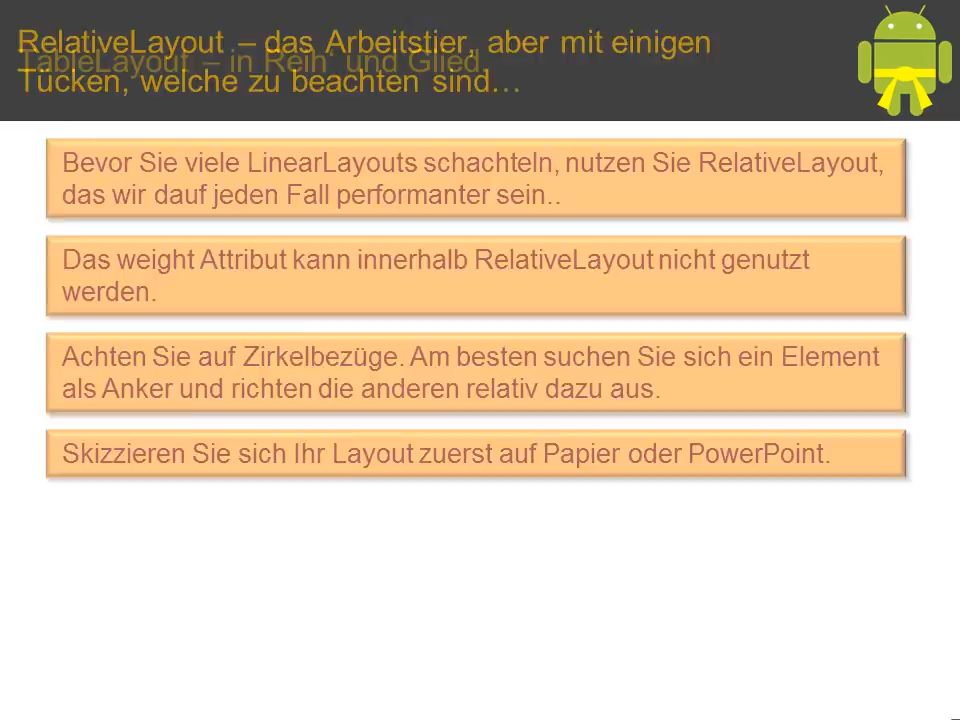 RelativeLayout – das Arbeitstier, aber mit einigen
TableLayout – in Reih' und Glied.
Tücken, welche zu beachten sind…
Bevor Sie viele LinearLayouts schachteln, nutzen Sie RelativeLayout,
das wir dauf jeden Fall performanter sein..
Das weight Attribut kann innerhalb RelativeLayout nicht genutzt
werden.
Achten Sie auf Zirkelbezüge. Am besten suchen Sie sich ein Element
als Anker und richten die anderen relativ dazu aus.
Skizzieren Sie sich Ihr Layout zuerst auf Papier oder PowerPoint.